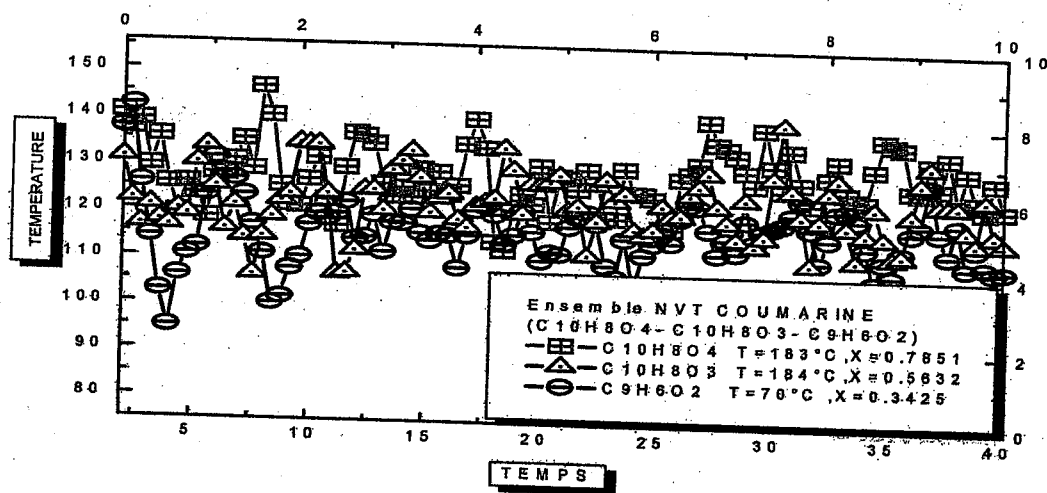 0 2 4 6 8 10
150
140
130
120
110
100
90
80
10
8
6
4
2
0
TEMPERATURE
Ensemble NVT COUMARINE
(C10H8O4-C10H8O3-C9H6O2)
C10H8O4 T=183°C ,X=0.7851
C10H8O3 T=184°C ,X=0.5632
C9H6O2 T=70°C ,X=0.3425
5 10 15 20 25 30 35 40
TEMPS